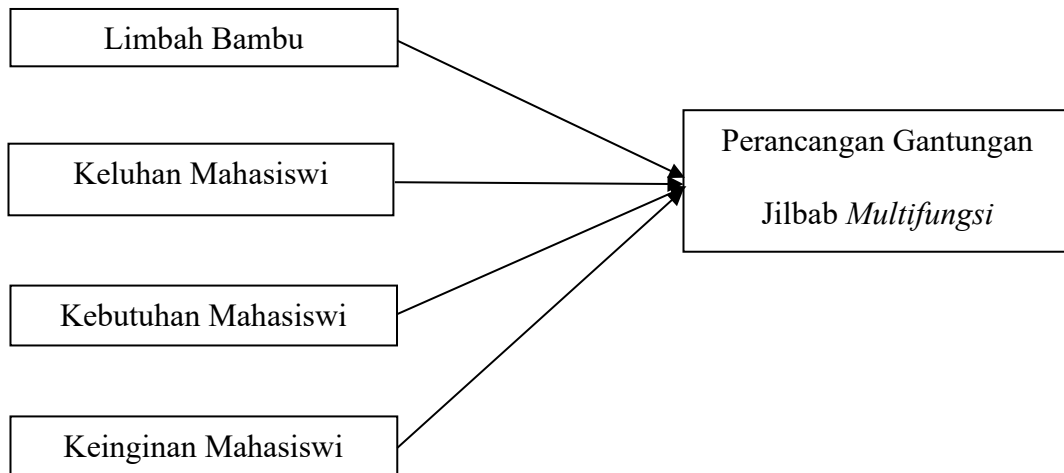 Limbah Bambu
Keluhan Mahasiswi
Kebutuhan Mahasiswi
Keinginan Mahasiswi
Perancangan Gantungan
Jilbab Multifungsi